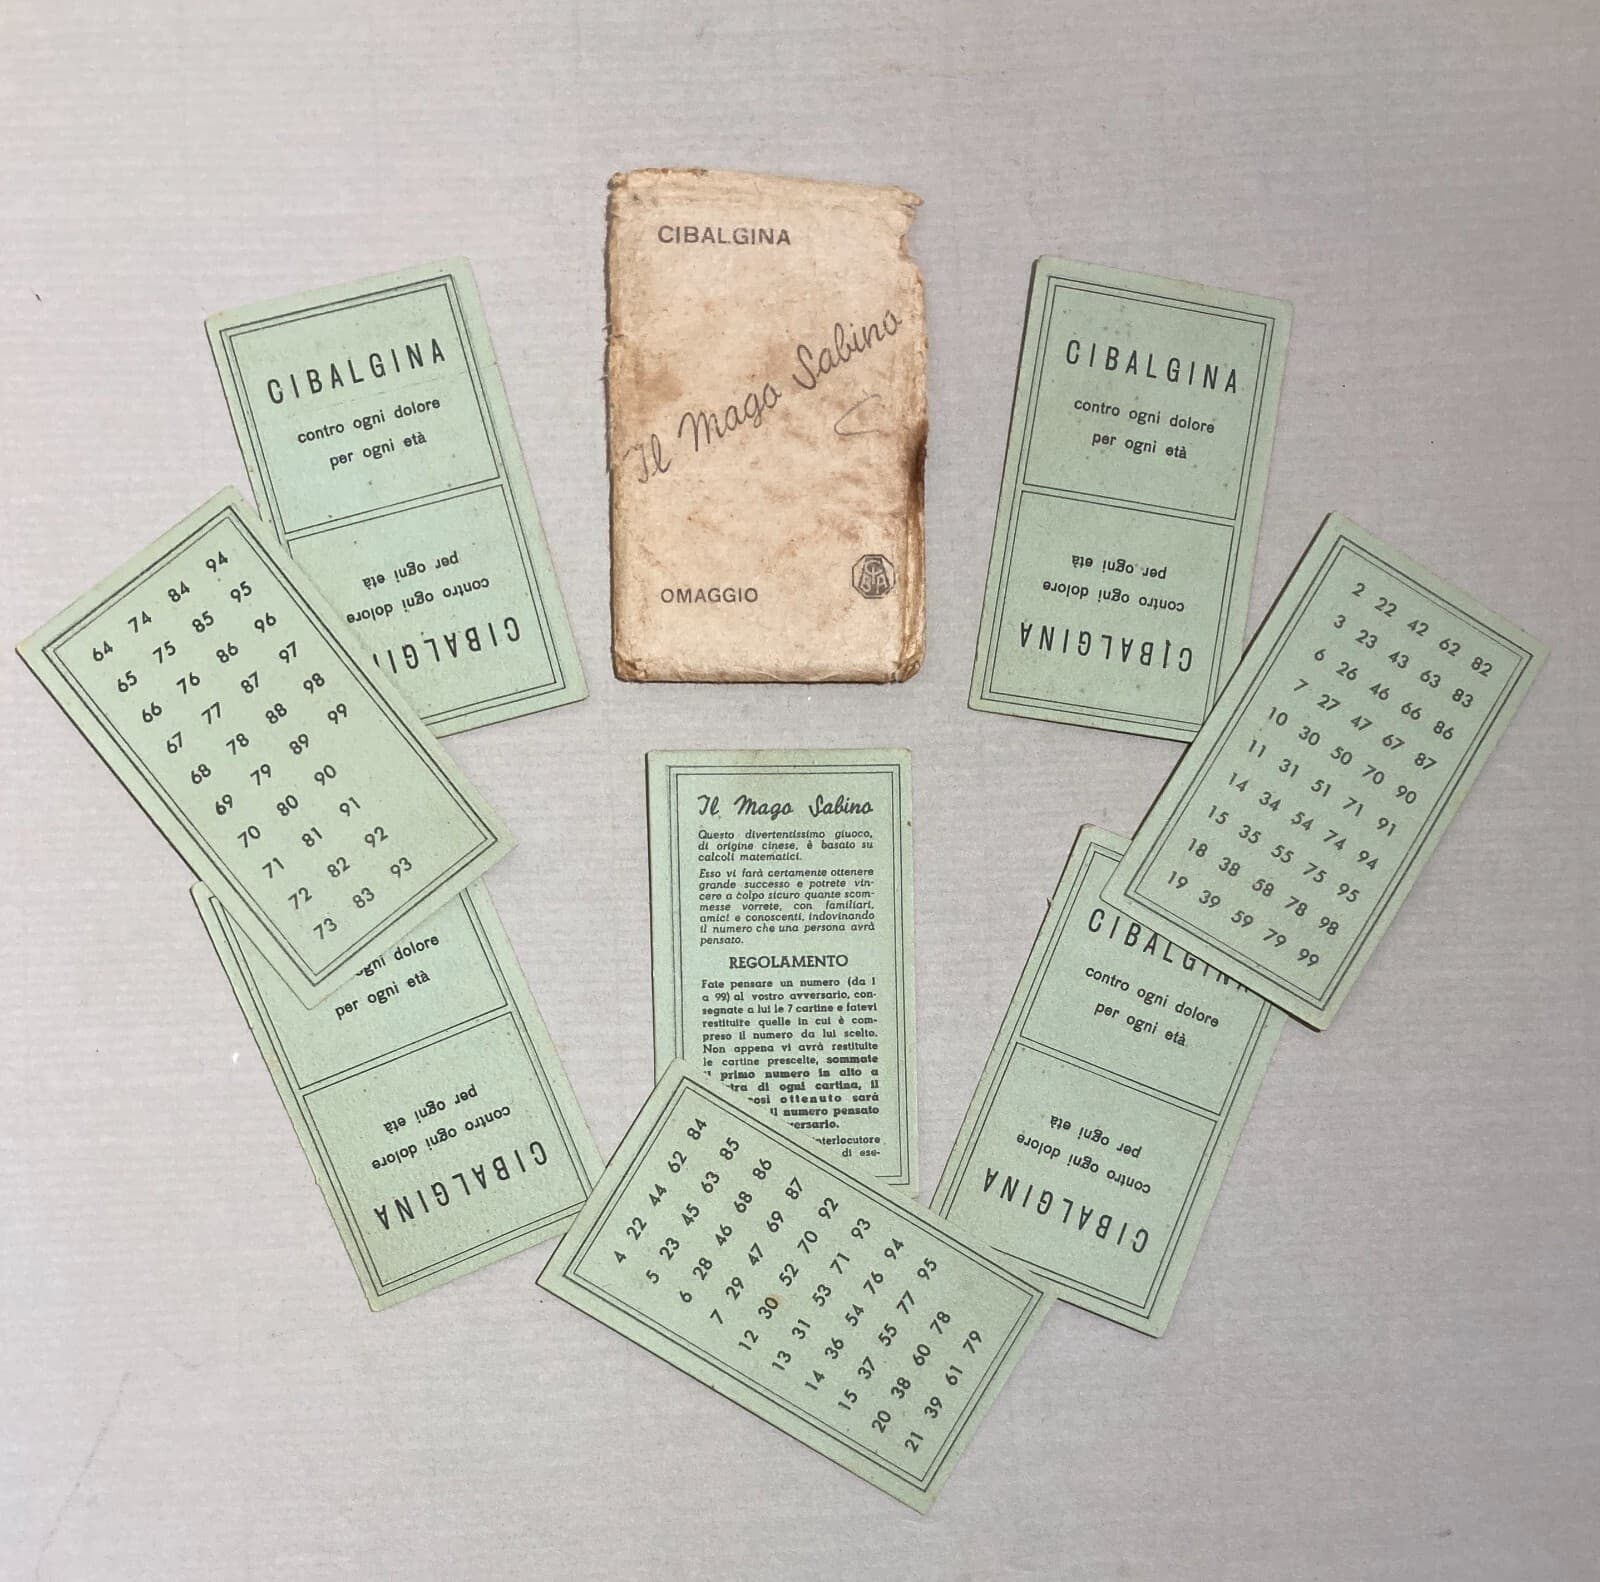 CIBALGINA
Il Mago Sabino
OMAGGIO
CIBA
CIBALGINA
contro ogni dolore
per ogni età
CIBALGINA
contro ogni dolore
per ogni età
CIBALGINA
contro ogni dolore
per ogni età
CIBALGINA
contro ogni dolore
per ogni età
64 74 84 94
65 75 85 95
66 76 86 96
67 77 87 97
68 78 88 98
69 79 89 99
70 80 90
71 81 91
72 82 92
73 83 93
2 22 42 62 82
3 23 43 63 83
6 26 46 66 86
7 27 47 67 87
10 30 50 70 90
11 31 51 71 91
14 34 54 74 94
15 35 55 75 95
18 38 58 78 98
19 39 59 79 99
Il Mago Sabino
Questo divertentissimo giuoco,
di origine cinese, è basato su
calcoli matematici.
Esso vi farà certamente ottenere
grande successo e potrete vin-
cere a colpo sicuro quante scom-
messe vorrete, con familiari,
amici e conoscenti, indovinando
il numero che una persona avrà
pensato.
REGOLAMENTO
Fate pensare un numero (da 1
a 99) al vostro avversario, con-
segnate a lui le 7 cartine e fatevi
restituire quelle in cui è com-
preso il numero da lui scelto.
Non appena vi avrà restituite
le cartine prescelte, sommate
primo numero in alto a
di ogni cartina, il
ottenuto sarà
il numero pensato
interlocutore
di ese-
ogni dolore
per ogni età
CIBALGINA
contro ogni dolore
per ogni età
CIBALGINA
contro ogni dolore
per ogni età
CIBALGINA
contro ogni dolore
per ogni età
4 22 44 62 84
5 23 45 63 85
6 28 46 68 86
7 29 47 69 87
12 30 52 70 92
13 31 53 71 93
14 36 54 76 94
15 37 55 77 95
20 38 60 78
21 39 61 79